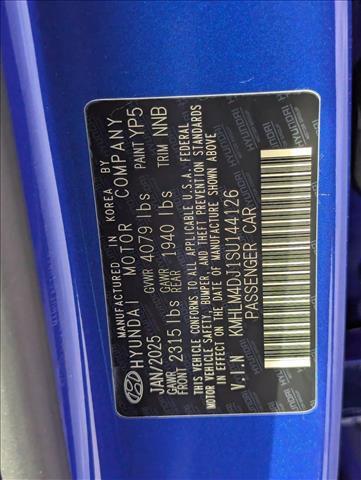 MANUFACTURED IN KOREA BY
HYUNDAI MOTOR COMPANY
JAN/2025 GVWR 4079 lbs PAINT YP5
GAWR FRONT 2315 lbs GAWR REAR 1940 lbs TRIM NNB
THIS VEHICLE CONFORMS TO ALL APPLICABLE U.S.A. FEDERAL
MOTOR VEHICLE SAFETY, BUMPER, AND THEFT PREVENTION STANDARDS
IN EFFECT ON THE DATE OF MANUFACTURE SHOWN ABOVE
V.I.N KMHLM4DJ1SU144126
PASSENGER CAR